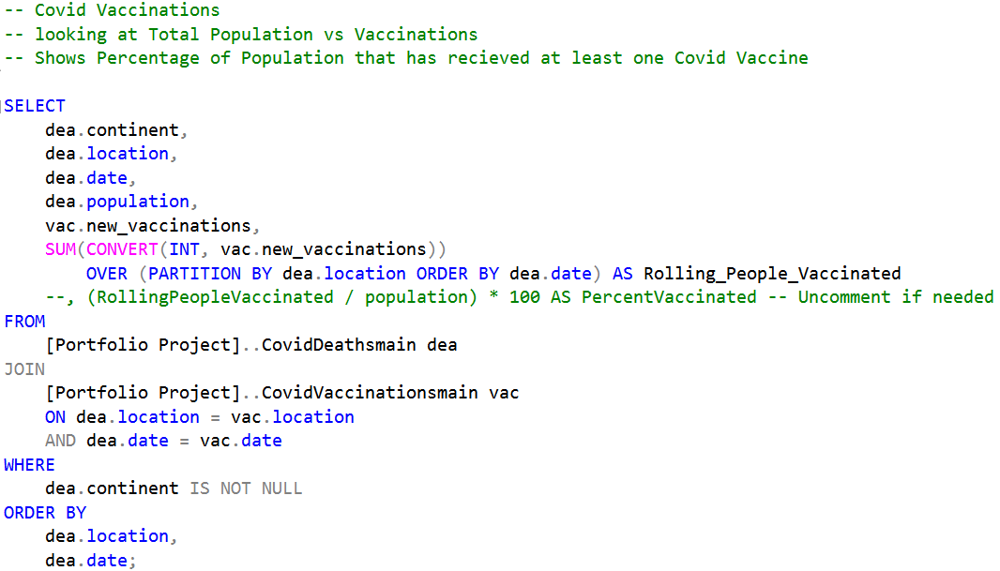 -- Covid Vaccinations
-- looking at Total Population vs Vaccinations
-- Shows Percentage of Population that has recieved at least one Covid Vaccine
SELECT
dea.continent,
dea.location,
dea.date,
dea.population,
vac.new_vaccinations,
SUM(CONVERT(INT, vac.new_vaccinations))
OVER (PARTITION BY dea.location ORDER BY dea.date) AS Rolling_People_Vaccinated
--, (RollingPeopleVaccinated / population) * 100 AS PercentVaccinated -- Uncomment if needed
FROM
[Portfolio Project]..CovidDeathsmain dea
JOIN
[Portfolio Project]..CovidVaccinationsmain vac
ON dea.location = vac.location
AND dea.date = vac.date
WHERE
dea.continent IS NOT NULL
ORDER BY
dea.location,
dea.date;